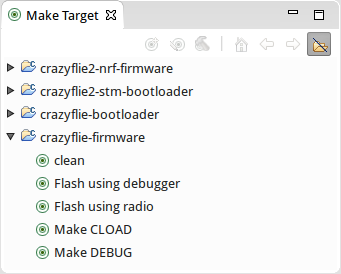 Make Target
crazyflie2-nrf-firmware
crazyflie2-stm-bootloader
crazyflie-bootloader
crazyflie-firmware
clean
Flash using debugger
Flash using radio
Make CLOAD
Make DEBUG